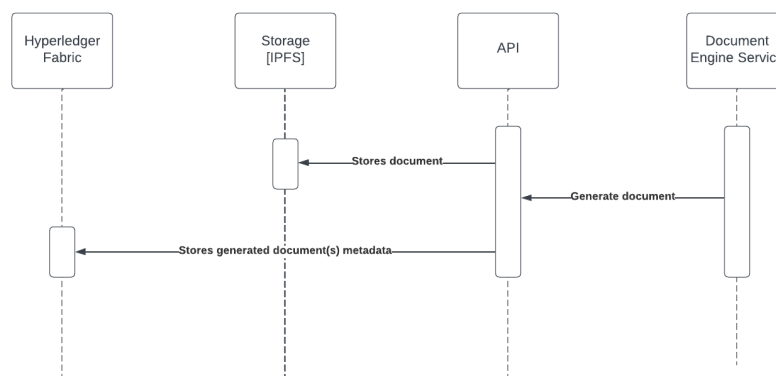 Hyperledger
Fabric
Storage
[IPFS]
API
Document
Engine Servic
Stores document
Generate document
Stores generated document(s) metadata